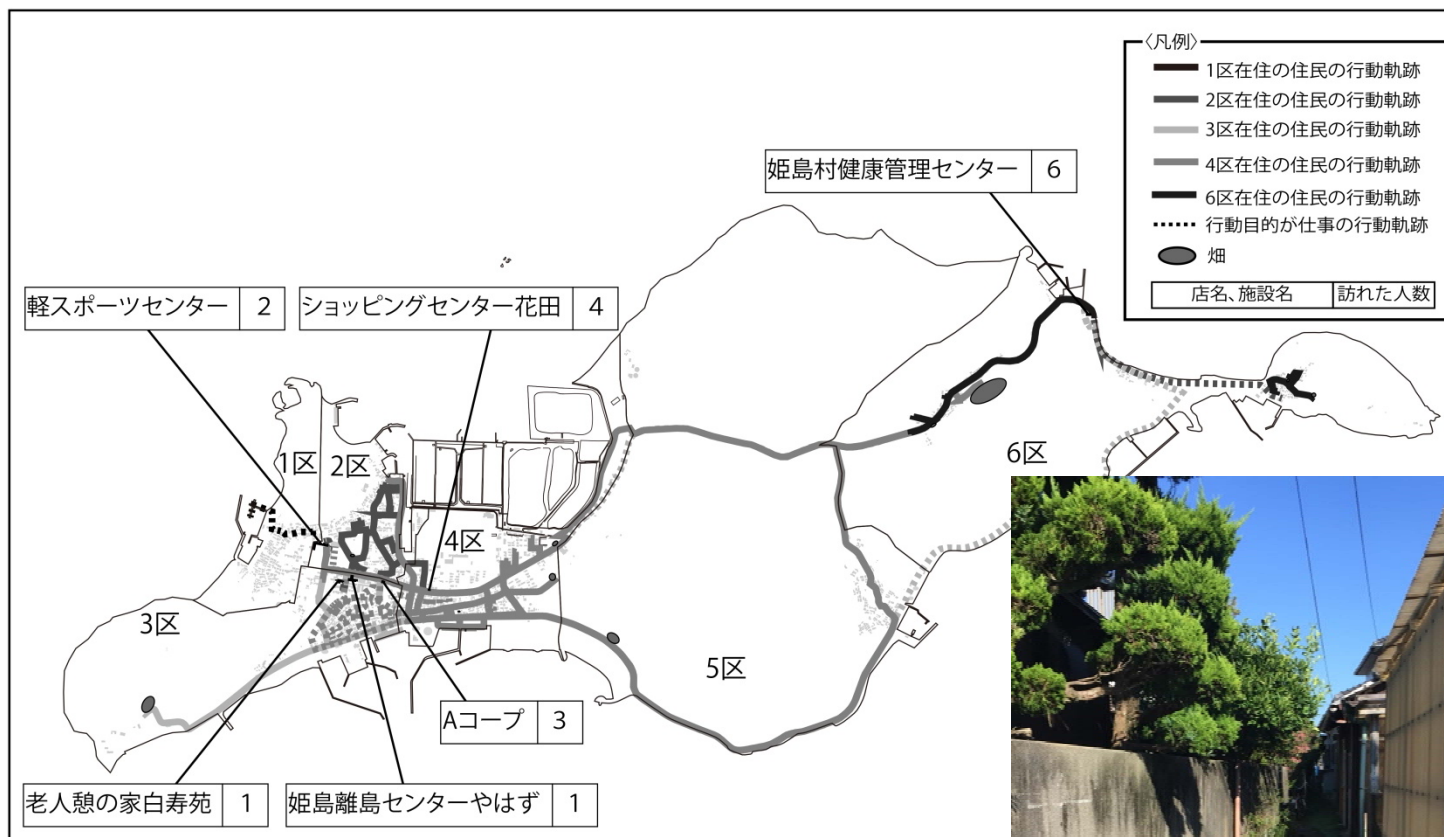 〈凡例〉
1区在住の住民の行動軌跡
2区在住の住民の行動軌跡
3区在住の住民の行動軌跡
4区在住の住民の行動軌跡
6区在住の住民の行動軌跡
行動目的が仕事の行動軌跡
畑
店名、施設名 訪れた人数
姫島村健康管理センター 6
軽スポーツセンター 2
ショッピングセンター花田 4
1区
2区
4区
6区
3区
5区
Aコープ 3
老人憩の家白寿苑 1
姫島離島センターやはず 1